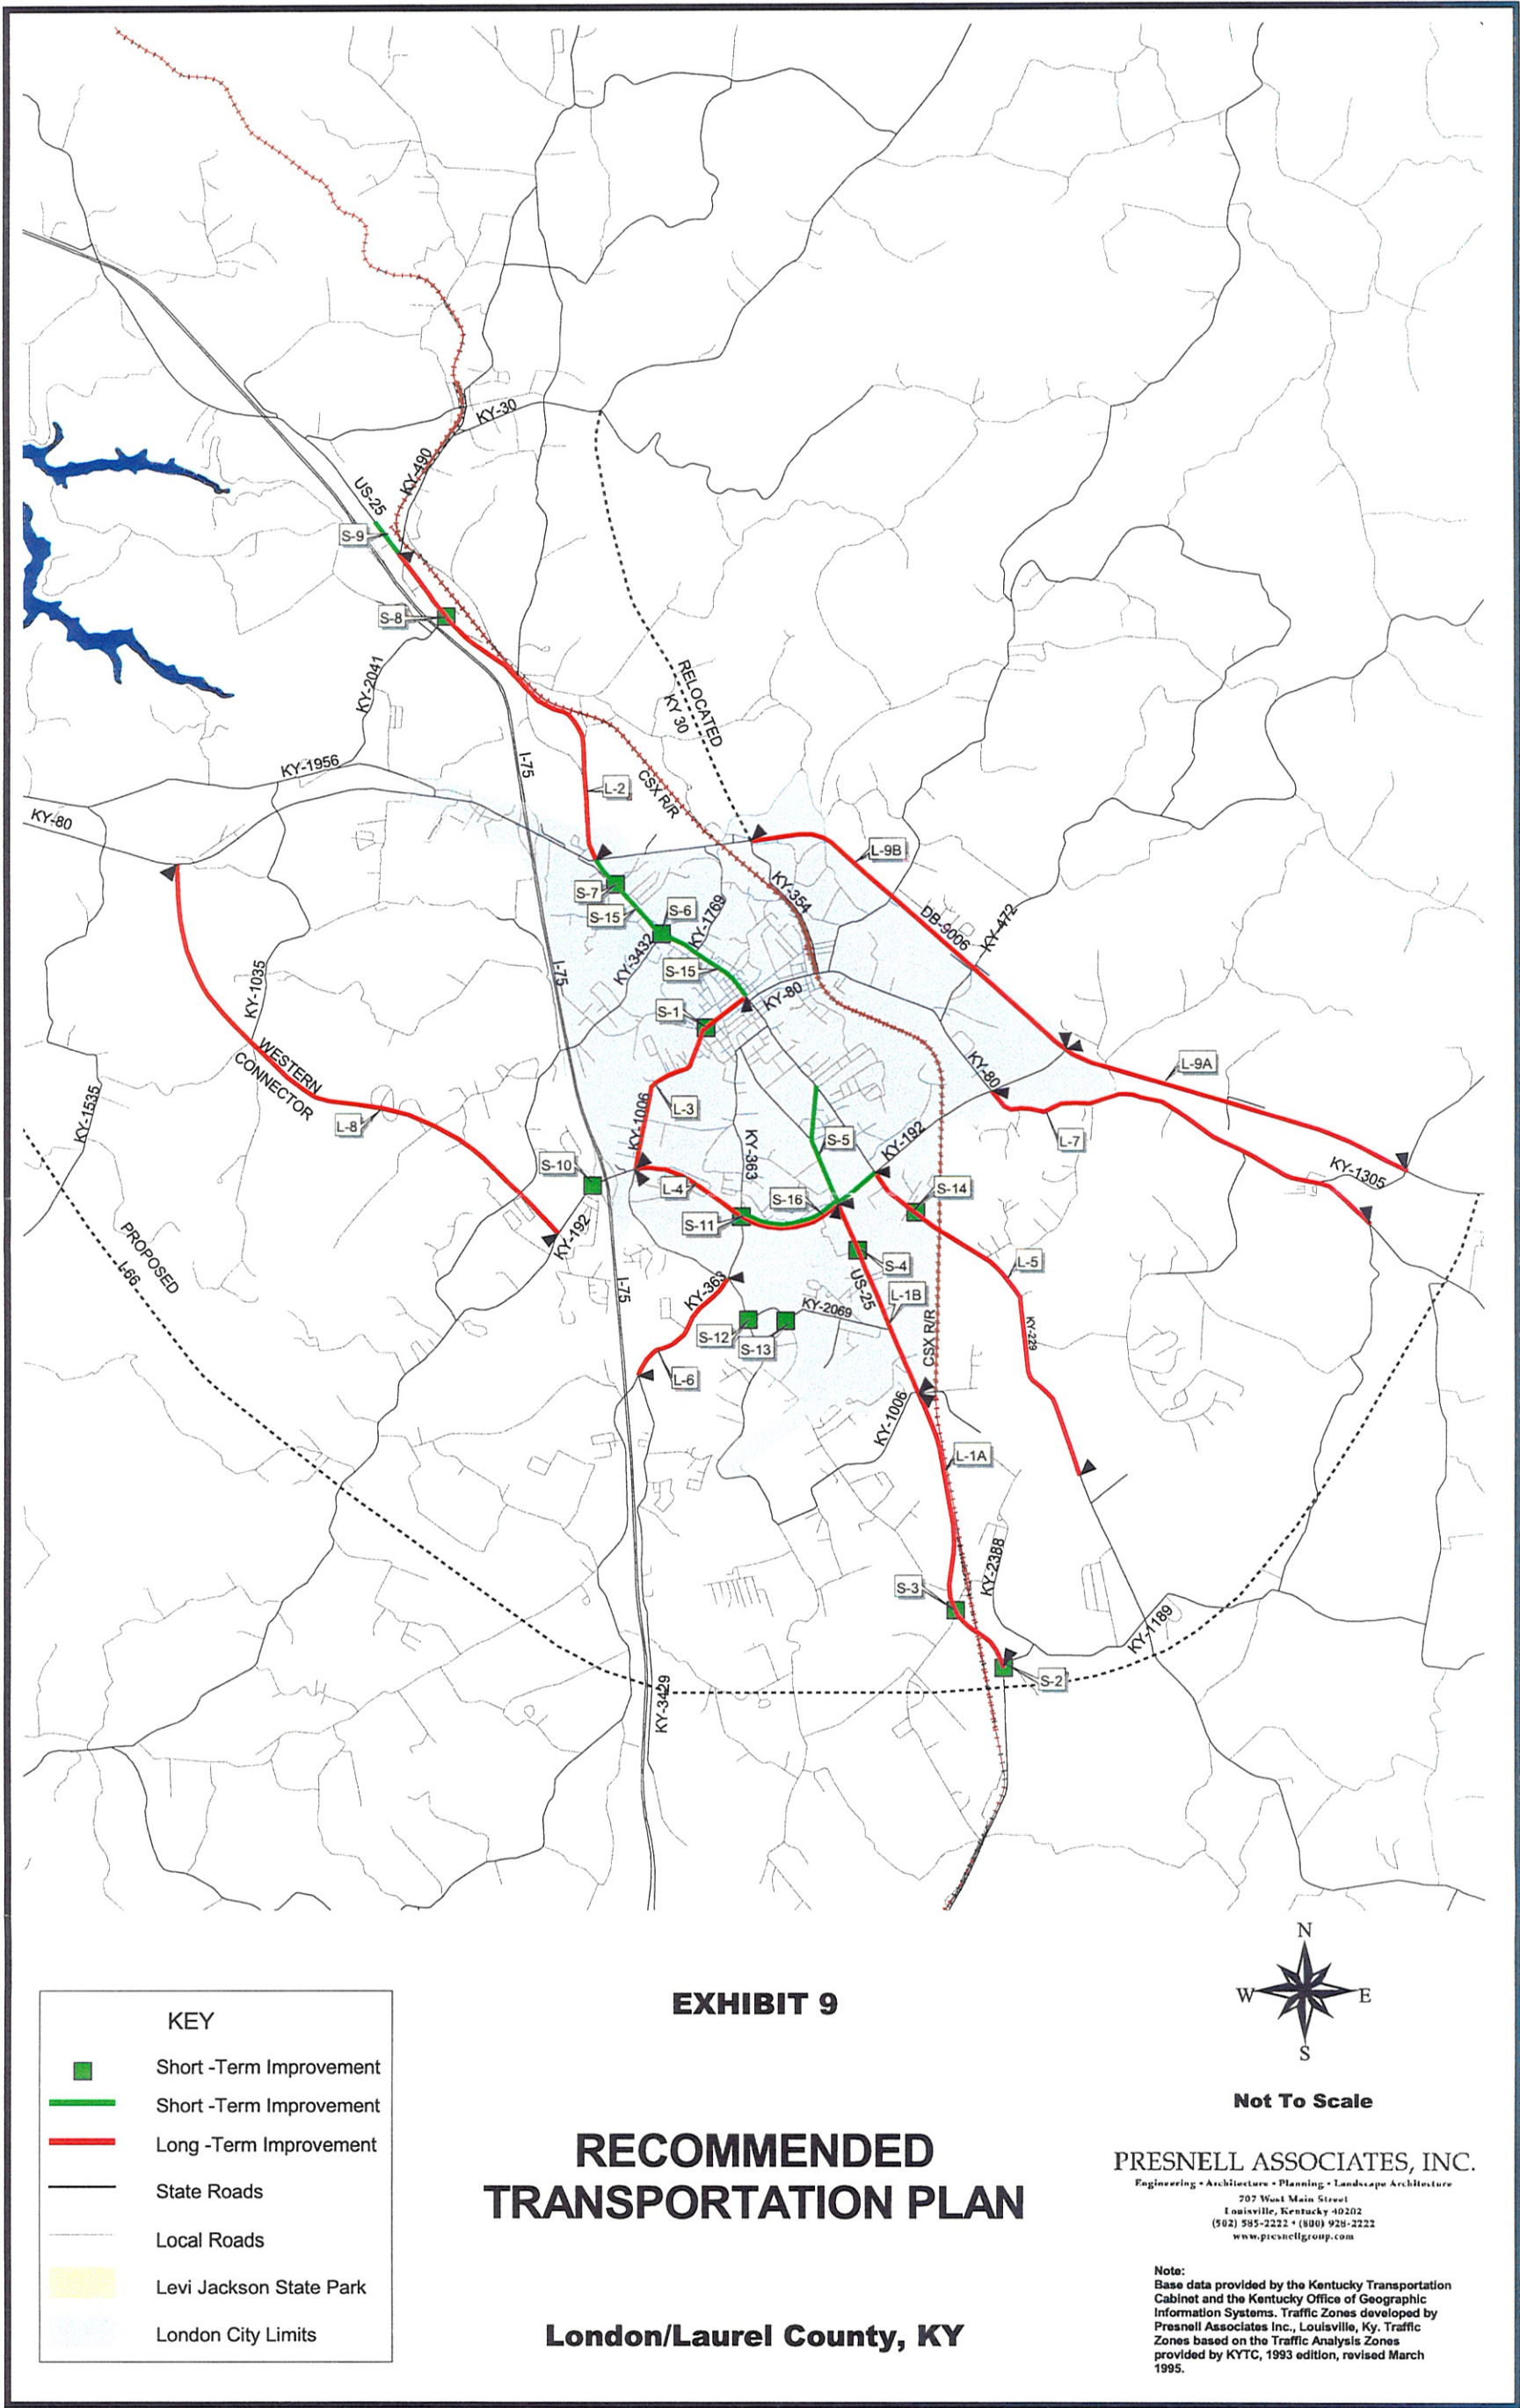 KY-30
KY-490
US-25
S-9
S-8
KY-2041
RELOCATED
KY 30
I-75
KY-1956
L-2
CSX R/R
KY-80
L-9B
S-7
S-6
KY-1769
KY-354
S-15
DB-9006
KY-472
KY-3432
S-15
I-75
KY-1035
KY-80
S-1
WESTERN
CONNECTOR
KY-80
L-9A
KY-1535
L-3
KY-1006
L-8
S-5
KY-192
L-7
KY-363
S-10
KY-1305
L-4
S-14
S-16
S-11
PROPOSED
I-66
KY-192
S-4
L-5
US-25
I-75
KY-363
L-1B
KY-2069
S-12
S-13
CSX R/R
KY-229
L-6
KY-1006
L-1A
KY-2388
S-3
KY-1189
S-2
KY-3429
N
W
E
S
EXHIBIT 9
KEY
Short -Term Improvement
Short -Term Improvement
Long -Term Improvement
State Roads
Local Roads
Levi Jackson State Park
London City Limits
RECOMMENDED
TRANSPORTATION PLAN
London/Laurel County, KY
Not To Scale
PRESNELL ASSOCIATES, INC.
Engineering • Architecture • Planning • Landscape Architecture
707 West Main Street
Louisville, Kentucky 40202
(502) 585-2222 • (800) 928-2222
www.presnellgroup.com
Note:
Base data provided by the Kentucky Transportation
Cabinet and the Kentucky Office of Geographic
Information Systems. Traffic Zones developed by
Presnell Associates Inc., Louisville, Ky. Traffic
Zones based on the Traffic Analysis Zones
provided by KYTC, 1993 edition, revised March
1995.